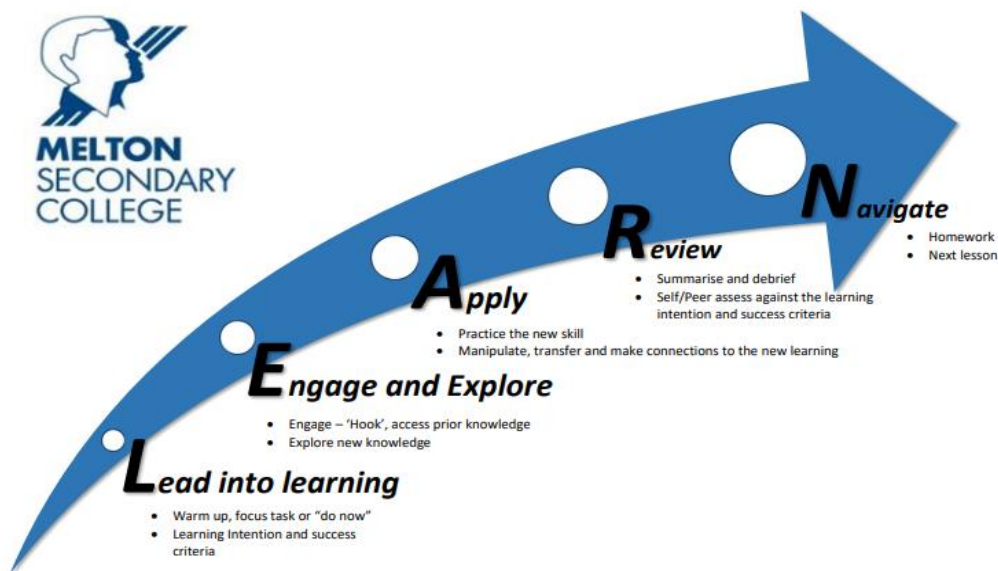 MELTON
SECONDARY
COLLEGE
Navigate
• Homework
• Next lesson
Review
• Summarise and debrief
• Self/Peer assess against the learning
intention and success criteria
Apply
• Practice the new skill
• Manipulate, transfer and make connections to the new learning
Engage and Explore
• Engage – ‘Hook’, access prior knowledge
• Explore new knowledge
Lead into learning
• Warm up, focus task or “do now”
• Learning Intention and success
criteria